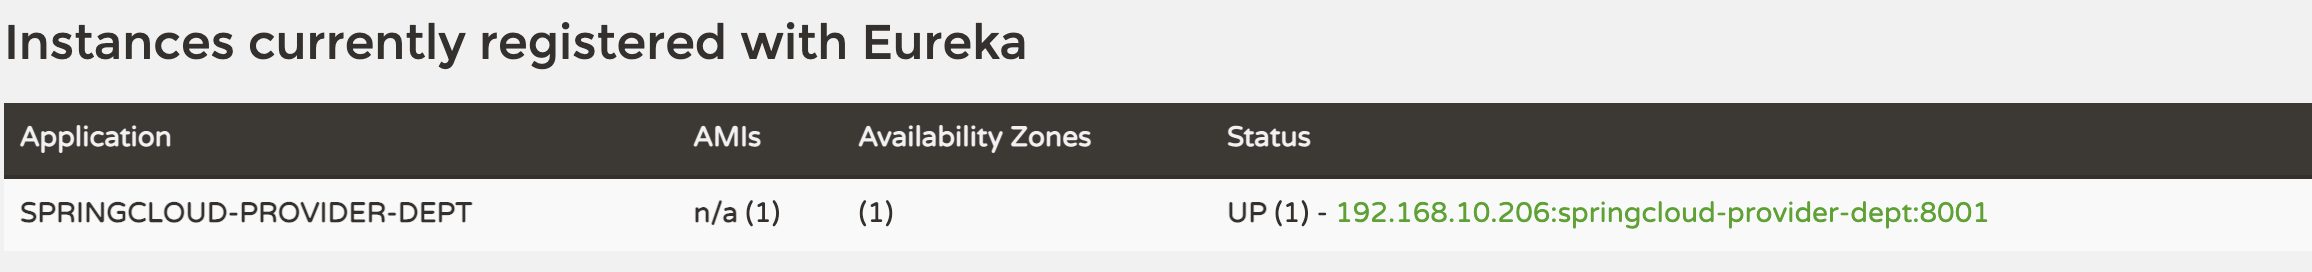 Instances currently registered with Eureka
Application AMIs Availability Zones Status
SPRINGCLOUD-PROVIDER-DEPT n/a (1) (1) UP (1) - 192.168.10.206:springcloud-provider-dept:8001